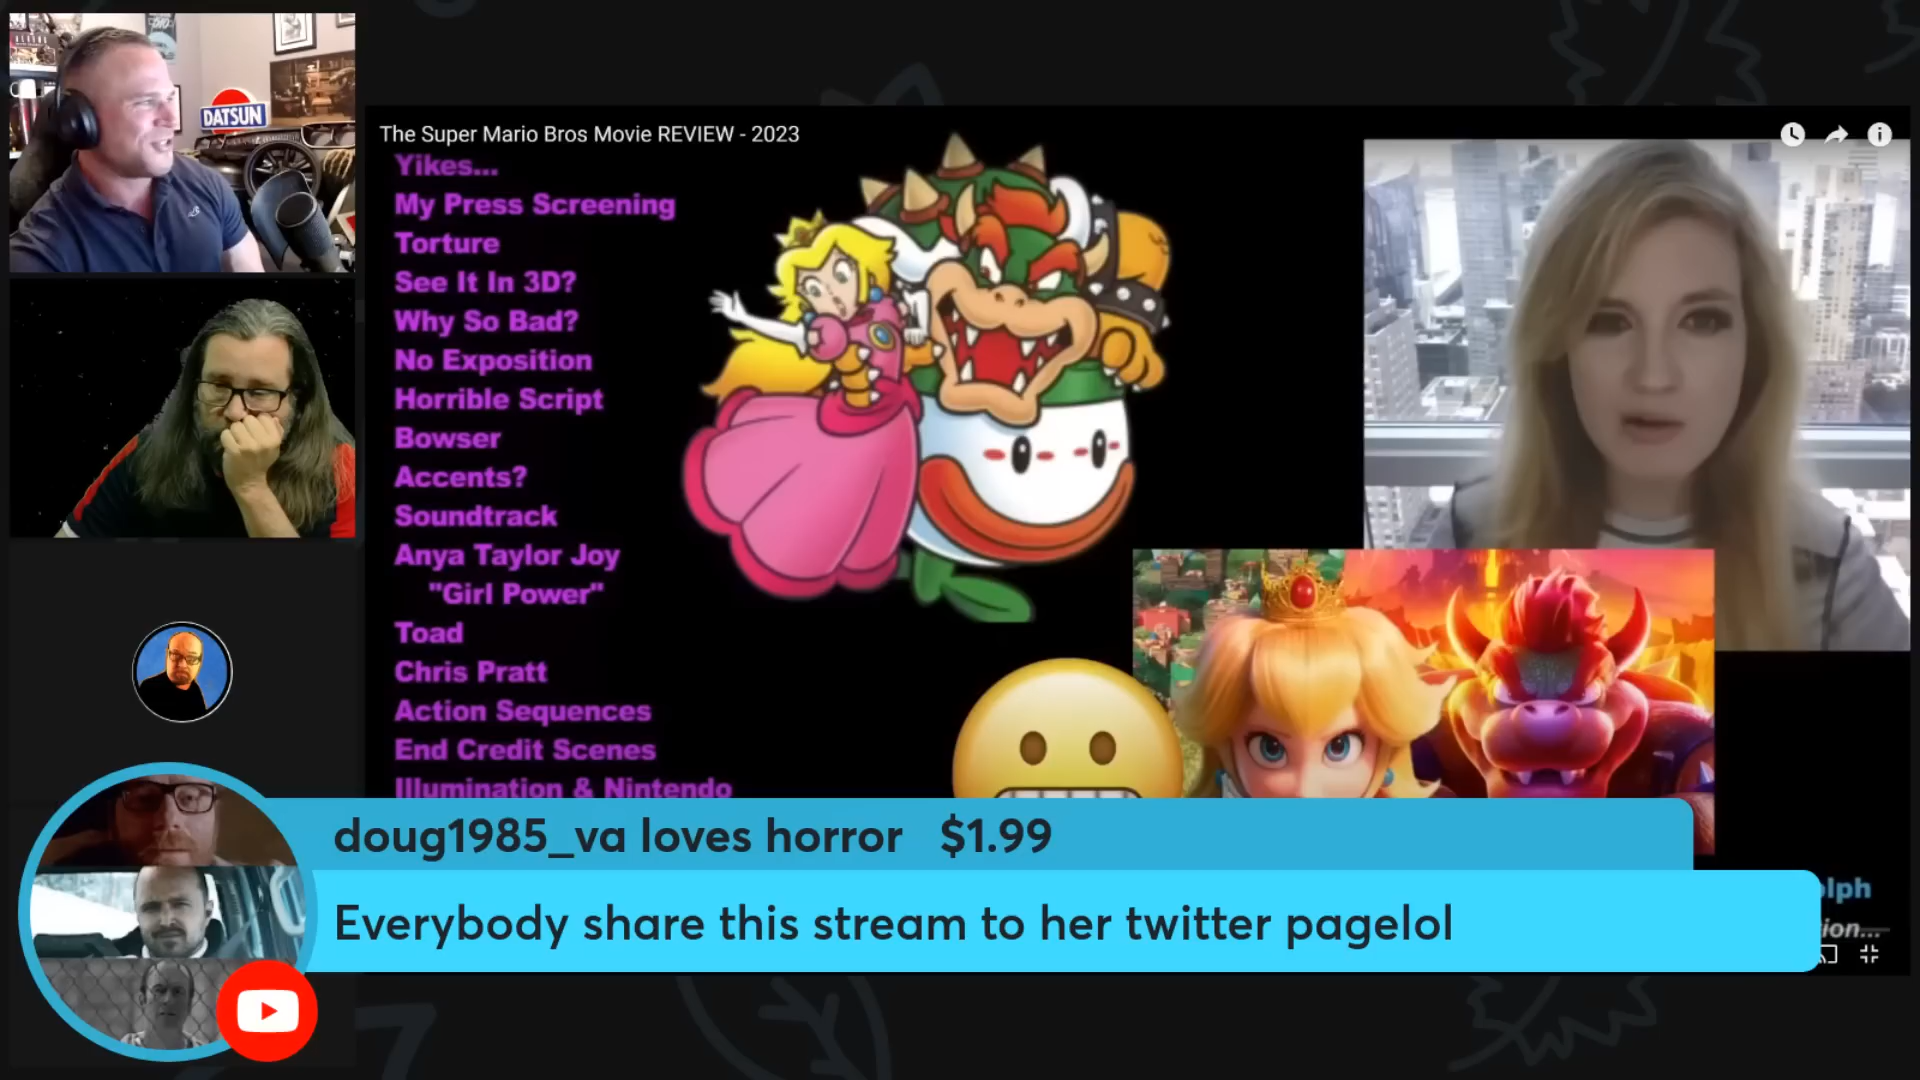 DATSUN
The Super Mario Bros Movie REVIEW - 2023
Yikes...
My Press Screening
Torture
See It In 3D?
Why So Bad?
No Exposition
Horrible Script
Bowser
Accents?
Soundtrack
Anya Taylor Joy
"Girl Power"
Toad
Chris Pratt
Action Sequences
End Credit Scenes
Illumination & Nintendo
doug1985_va loves horror $1.99
Everybody share this stream to her twitter pagelol
lph
ion...